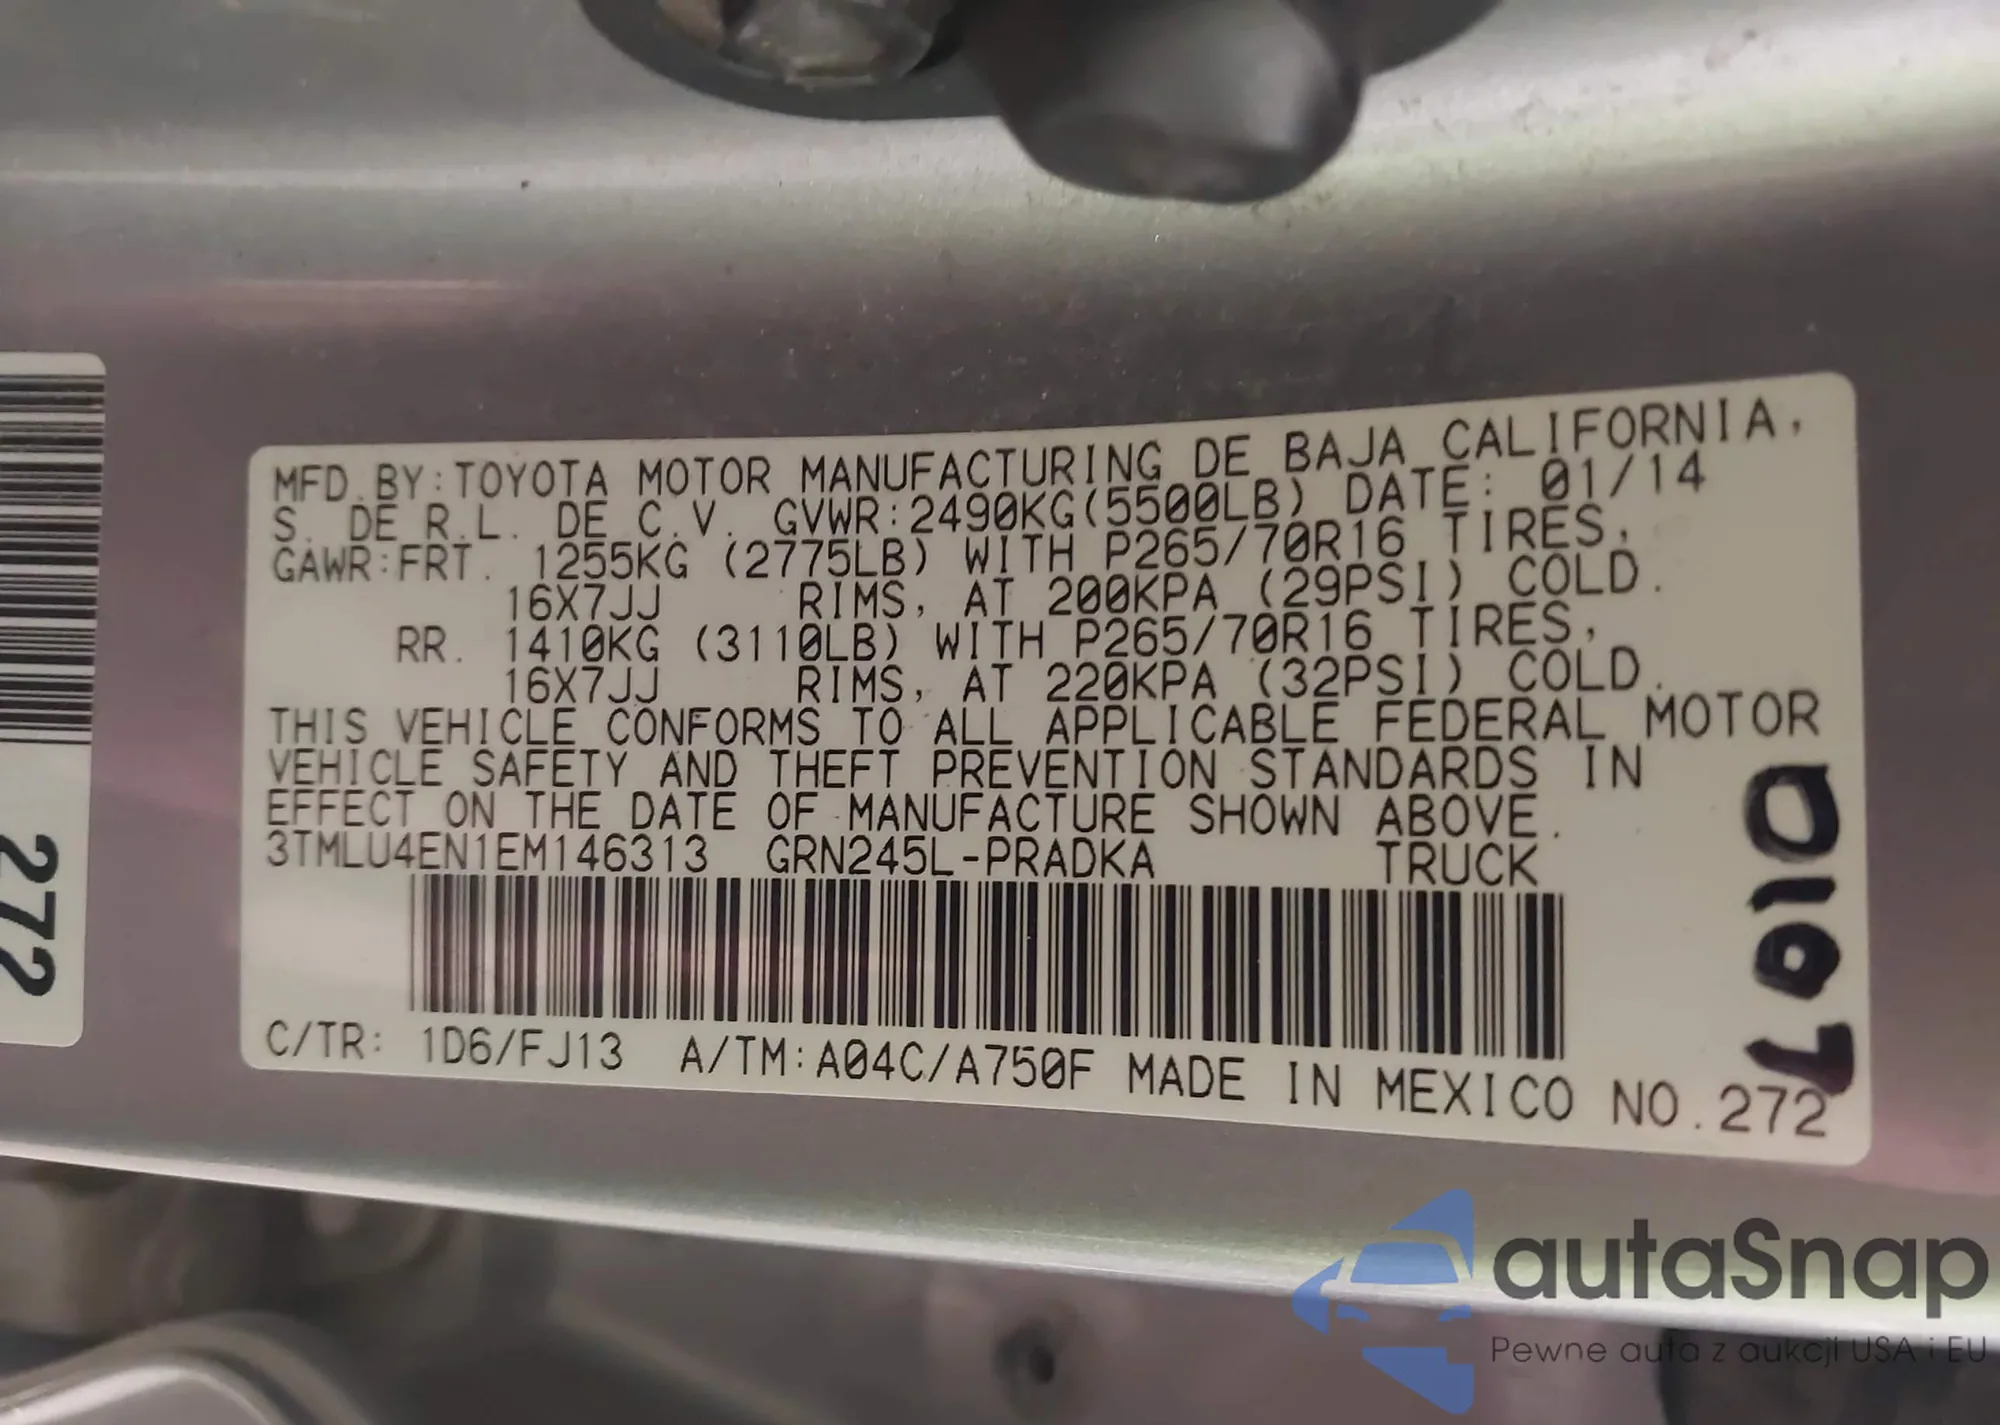 MFD.BY:TOYOTA MOTOR MANUFACTURING DE BAJA CALIFORNIA,
S. DE R.L. DE C.V. GVWR:2490KG(5500LB) DATE: 01/14
GAWR:FRT. 1255KG (2775LB) WITH P265/70R16 TIRES,
16X7JJ RIMS, AT 200KPA (29PSI) COLD.
RR. 1410KG (3110LB) WITH P265/70R16 TIRES,
16X7JJ RIMS, AT 220KPA (32PSI) COLD.
THIS VEHICLE CONFORMS TO ALL APPLICABLE FEDERAL MOTOR
VEHICLE SAFETY AND THEFT PREVENTION STANDARDS IN
EFFECT ON THE DATE OF MANUFACTURE SHOWN ABOVE.
3TMLU4EN1EM146313 GRN245L-PRADKA TRUCK
C/TR: 1D6/FJ13 A/TM:A04C/A750F MADE IN MEXICO NO.272
0107
272
autaSnap
Pewne auta z aukcji USA i EU